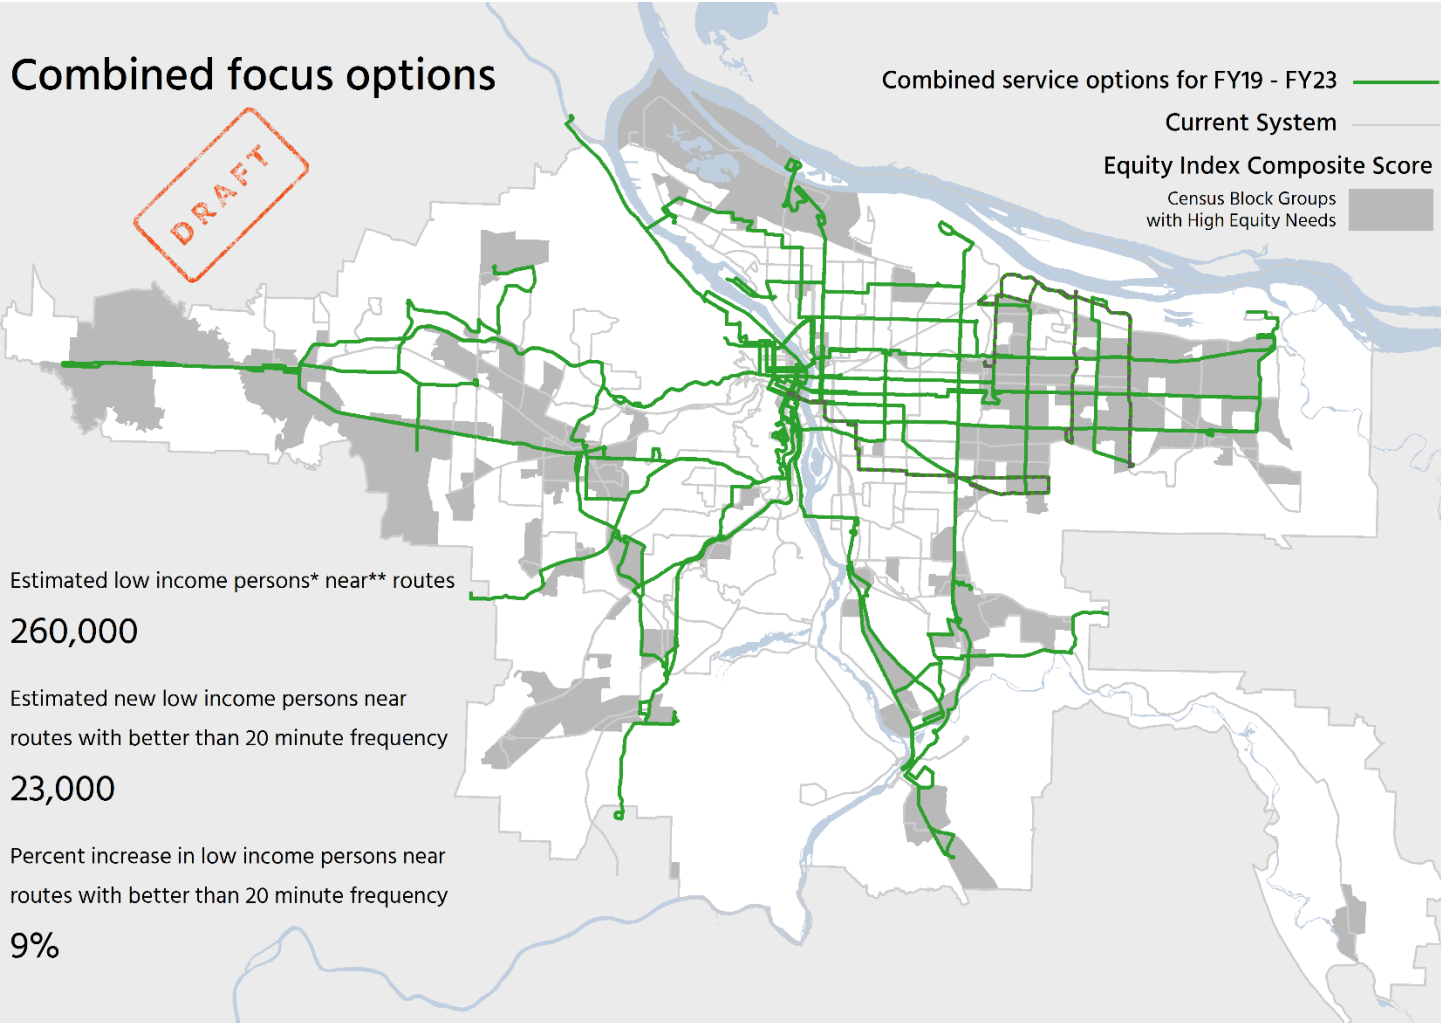 Combined focus options
DRAFT
Combined service options for FY19 - FY23
Current System
Equity Index Composite Score
Census Block Groups
with High Equity Needs
Estimated low income persons* near** routes
260,000
Estimated new low income persons near
routes with better than 20 minute frequency
23,000
Percent increase in low income persons near
routes with better than 20 minute frequency
9%